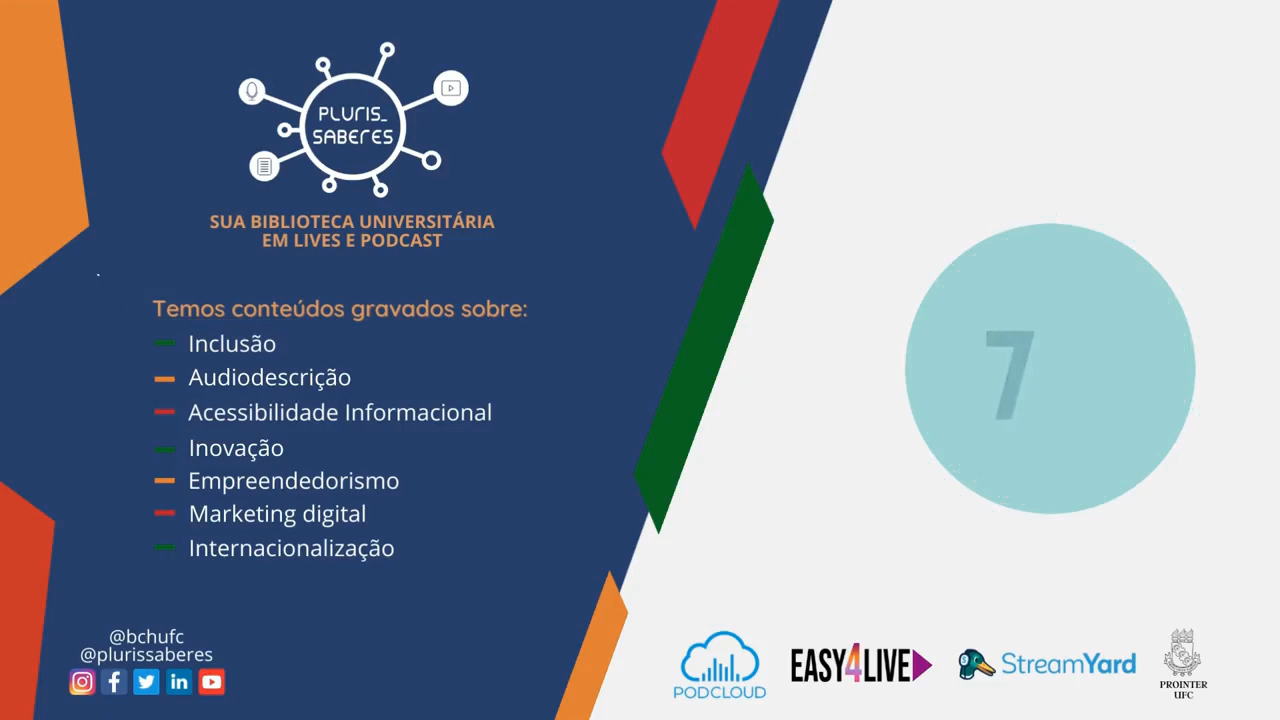 PLURIS_
SABERES
SUA BIBLIOTECA UNIVERSITÁRIA
EM LIVES E PODCAST
Temos conteúdos gravados sobre:
Inclusão
Audiodescrição
Acessibilidade Informacional
Inovação
Empreendedorismo
Marketing digital
Internacionalização
@bchufc
@plurissaberes
7
PODCLOUD
EASY4LIVE
StreamYard
PROINTER
UFC